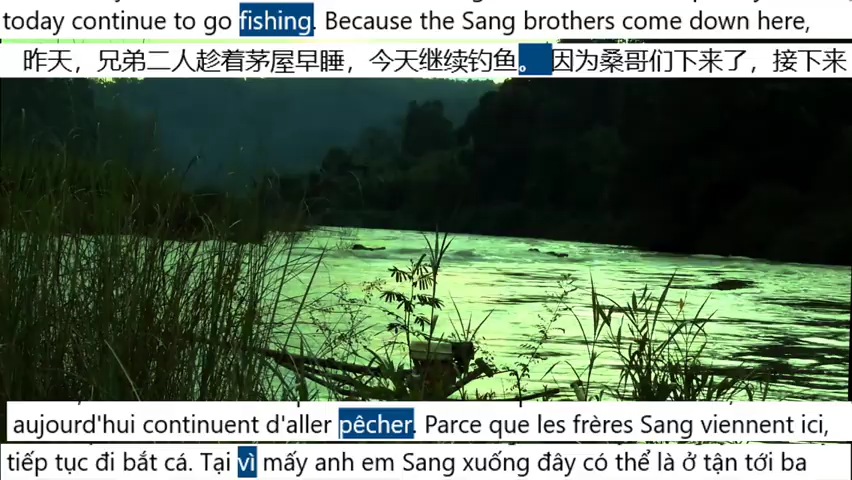 today continue to go fishing. Because the Sang brothers come down here,
昨天，兄弟二人趁着茅屋早睡，今天继续钓鱼。因为桑哥们下来了，接下来
aujourd'hui continuent d'aller pêcher. Parce que les frères Sang viennent ici,
tiếp tục đi bắt cá. Tại vì mấy anh em Sang xuống đây có thể là ở tận tới ba